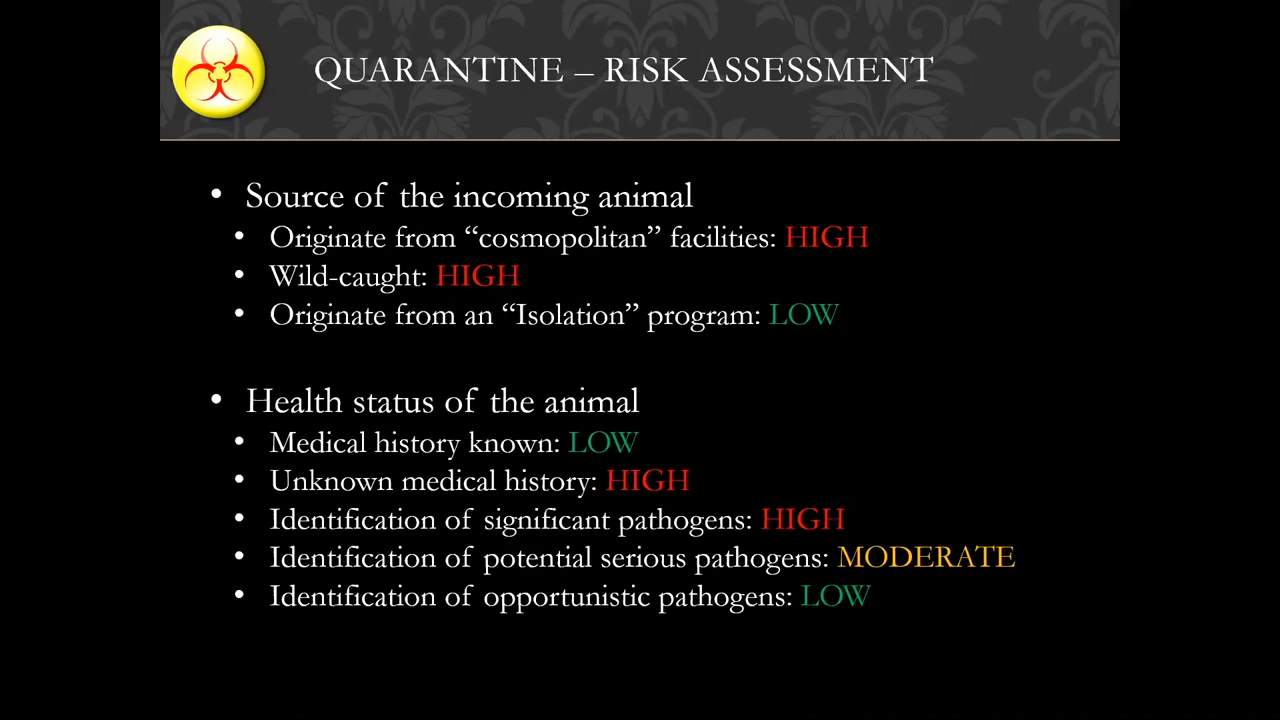 QUARANTINE – RISK ASSESSMENT
• Source of the incoming animal
• Originate from “cosmopolitan” facilities: HIGH
• Wild-caught: HIGH
• Originate from an “Isolation” program: LOW
• Health status of the animal
• Medical history known: LOW
• Unknown medical history: HIGH
• Identification of significant pathogens: HIGH
• Identification of potential serious pathogens: MODERATE
• Identification of opportunistic pathogens: LOW